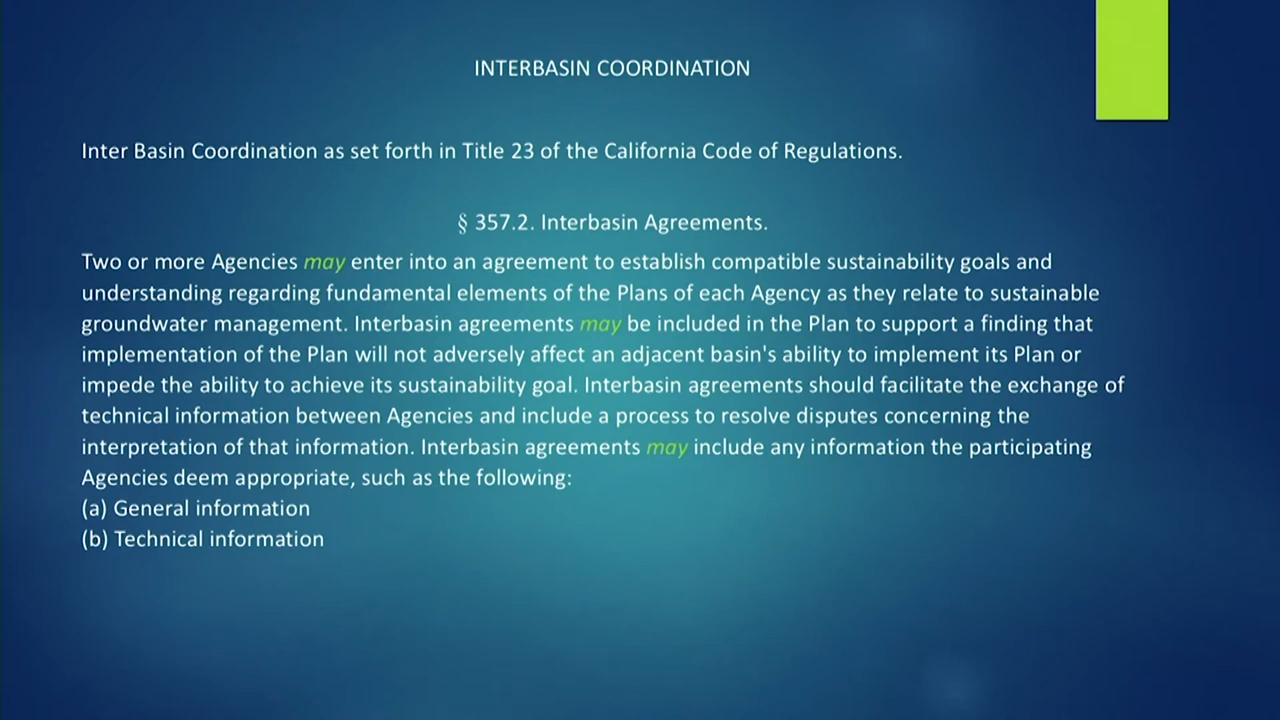 INTERBASIN COORDINATION
Inter Basin Coordination as set forth in Title 23 of the California Code of Regulations.
§ 357.2. Interbasin Agreements.
Two or more Agencies may enter into an agreement to establish compatible sustainability goals and
understanding regarding fundamental elements of the Plans of each Agency as they relate to sustainable
groundwater management. Interbasin agreements may be included in the Plan to support a finding that
implementation of the Plan will not adversely affect an adjacent basin's ability to implement its Plan or
impede the ability to achieve its sustainability goal. Interbasin agreements should facilitate the exchange of
technical information between Agencies and include a process to resolve disputes concerning the
interpretation of that information. Interbasin agreements may include any information the participating
Agencies deem appropriate, such as the following:
(a) General information
(b) Technical information